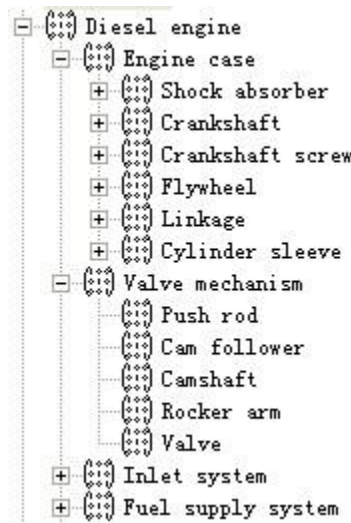 Diesel engine
Engine case
Shock absorber
Crankshaft
Crankshaft screw
Flywheel
Linkage
Cylinder sleeve
Valve mechanism
Push rod
Cam follower
Camshaft
Rocker arm
Valve
Inlet system
Fuel supply system